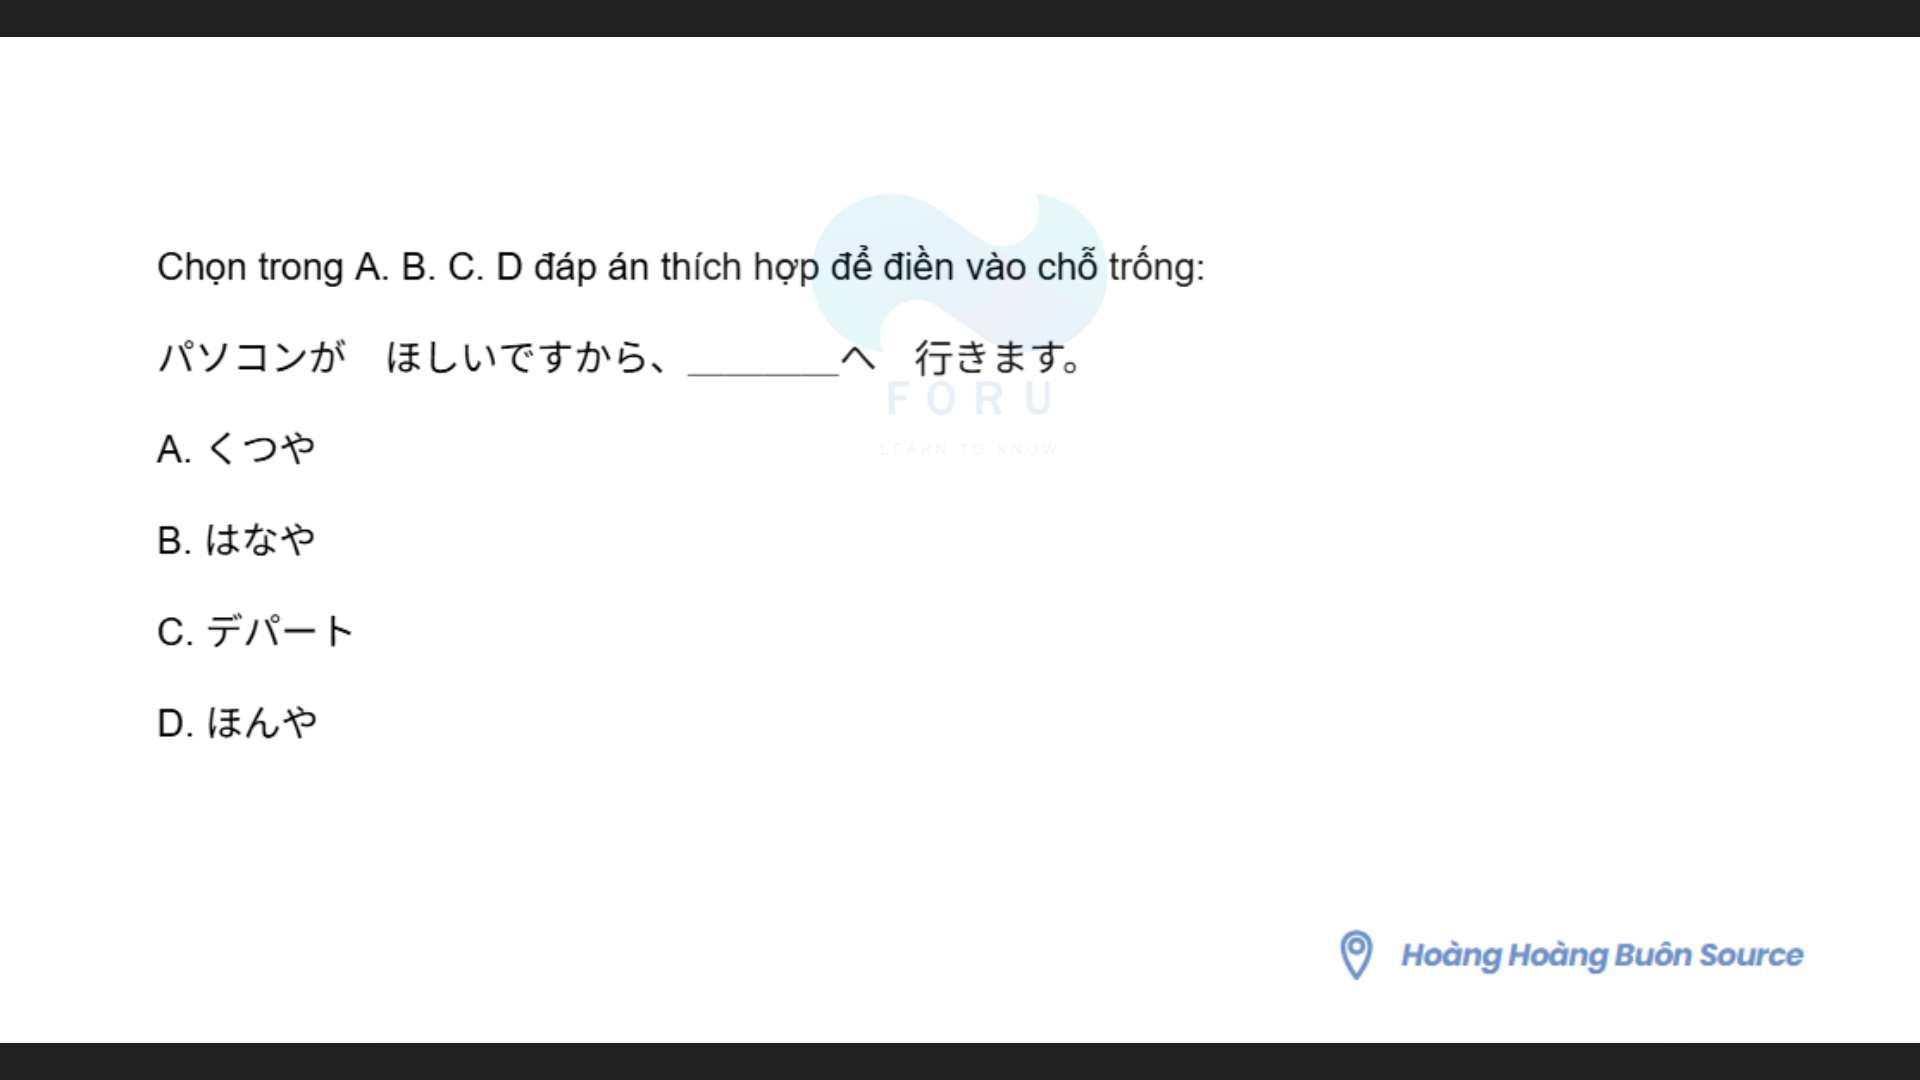 Chọn trong A. B. C. D đáp án thích hợp để điền vào chỗ trống:
パソコンが　ほしいですから、________へ　行きます。
FORU
LEARN TO KNOW
A. くつや
B. はなや
C. デパート
D. ほんや
Hoàng Hoàng Buôn Source